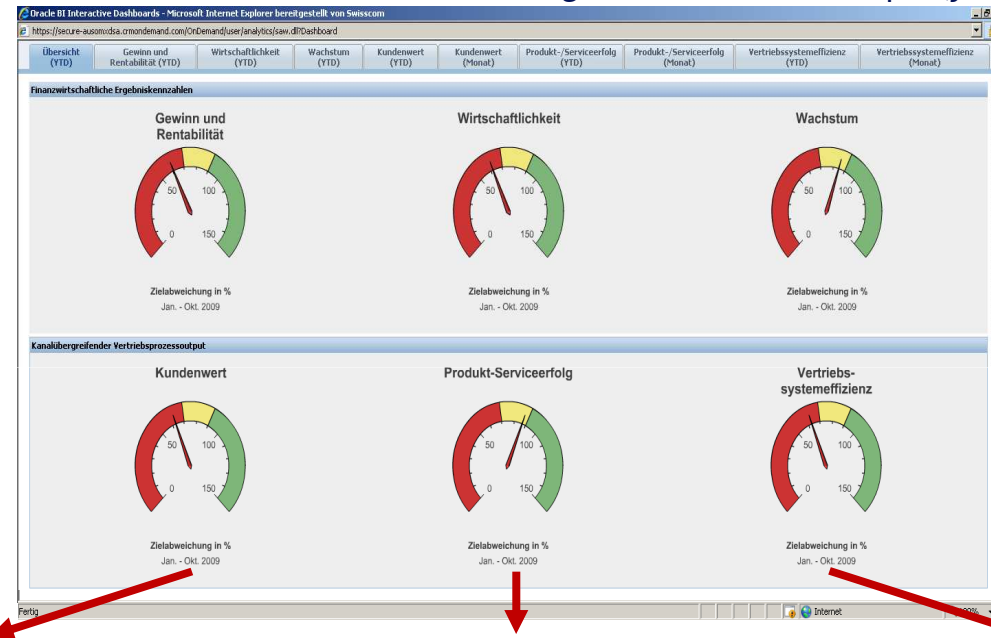 Oracle BI Interactive Dashboards - Microsoft Internet Explorer bereitgestellt von Swisscom
https://secure-ausomxdsa.crmondemand.com/OnDemand/user/analytics/saw.dll?Dashboard
Übersicht (YTD) Gewinn und Rentabilität (YTD) Wirtschaftlichkeit (YTD) Wachstum (YTD) Kundenwert (YTD) Kundenwert (Monat) Produkt-/Serviceerfolg (YTD) Produkt-/Serviceerfolg (Monat) Vertriebssystemeffizienz (YTD) Vertriebssystemeffizienz (Monat)
Finanzwirtschaftliche Ergebniskennzahlen
Gewinn und Rentabilität Wirtschaftlichkeit Wachstum
50 100 50 100 50 100
0 150 0 150 0 150
Zielabweichung in % Zielabweichung in % Zielabweichung in %
Jan. - Okt. 2009 Jan. - Okt. 2009 Jan. - Okt. 2009
Kanalübergreifender Vertriebsprozessoutput
Kundenwert Produkt-Serviceerfolg Vertriebs-systemeffizienz
50 100 50 100 50 100
0 150 0 150 0 150
Zielabweichung in % Zielabweichung in % Zielabweichung in %
Jan. - Okt. 2009 Jan. - Okt. 2009 Jan. - Okt. 2009
Fertig Internet